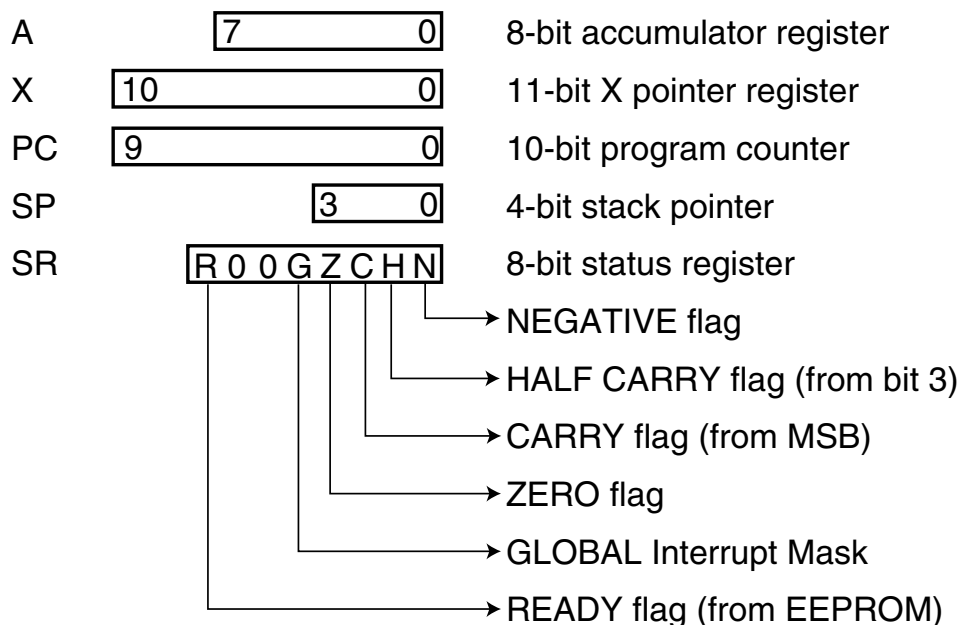 A 7 0 8-bit accumulator register
X 10 0 11-bit X pointer register
PC 9 0 10-bit program counter
SP 3 0 4-bit stack pointer
SR R 0 0 G Z C H N 8-bit status register
NEGATIVE flag
HALF CARRY flag (from bit 3)
CARRY flag (from MSB)
ZERO flag
GLOBAL Interrupt Mask
READY flag (from EEPROM)